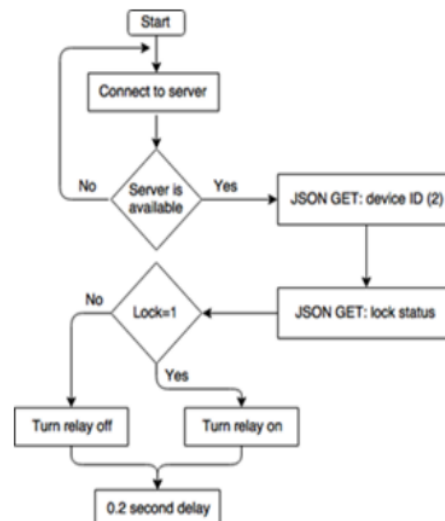 Start
Connect to server
Server is
available
No
Yes
JSON GET: device ID (2)
JSON GET: lock status
Lock=1
No
Yes
Turn relay off
Turn relay on
0.2 second delay